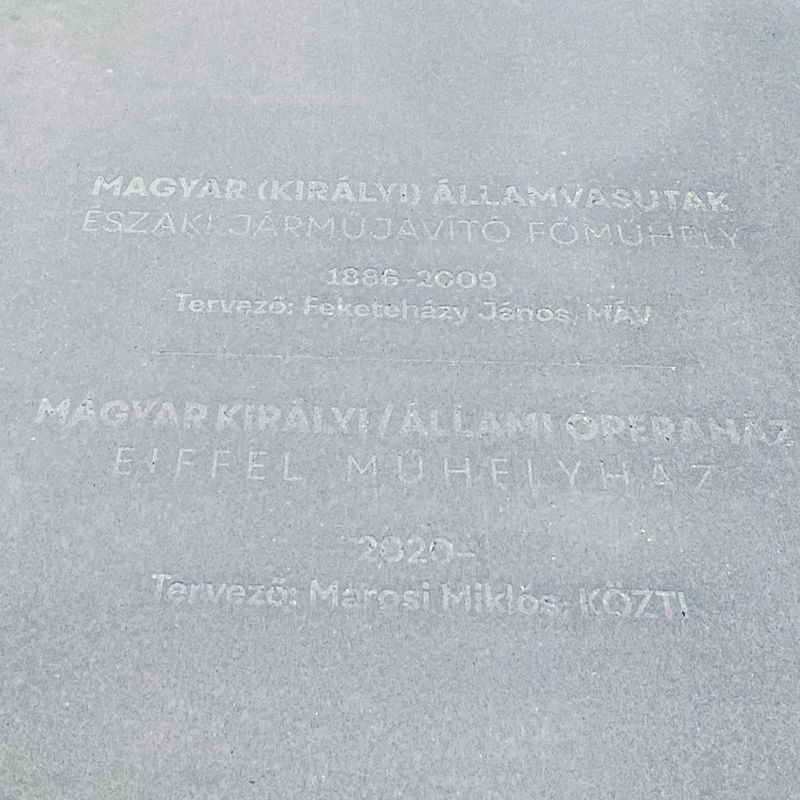 MAGYAR (KIRÁLYI) ÁLLAMVASUTAK
ÉSZAKI JÁRMŰJAVÍTÓ FŐMŰHELY
1886–2009
Tervező: Feketeházy János, MÁV
MAGYAR KIRÁLYI / ÁLLAMI OPERAHÁZ
EIFFEL MŰHELYHÁZ
2020–
Tervező: Marosi Miklós, KÖZTI